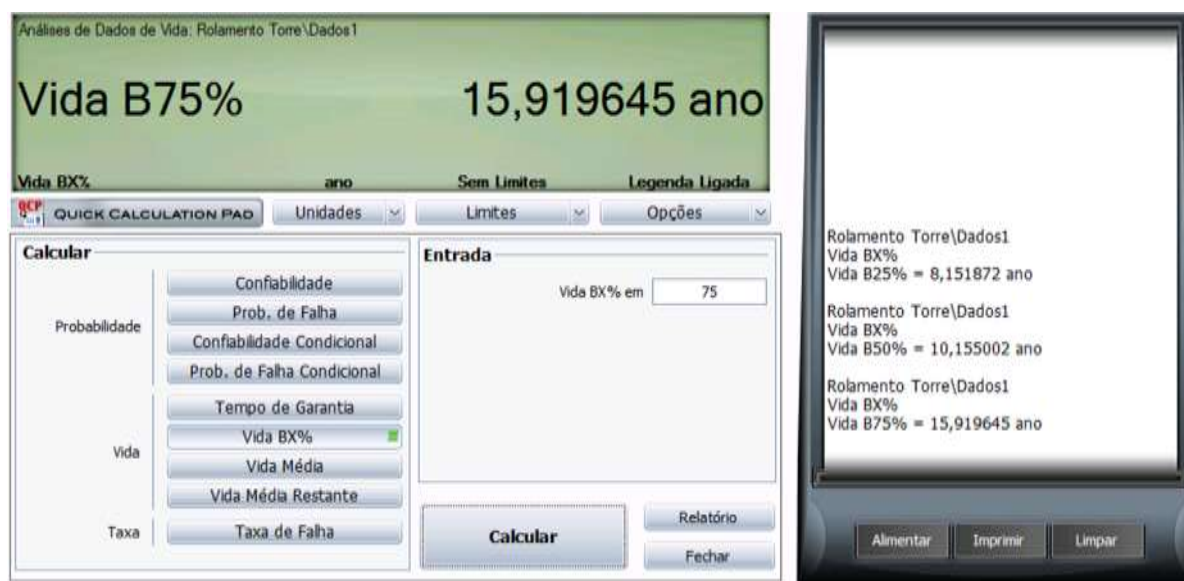 Análises de Dados de Vida: Rolamento Torre\Dados1
Vida B75% 15,919645 ano
Vida BX% ano Sem Limites Legenda Ligada
QCP QUICK CALCULATION PAD Unidades Limites Opções
Calcular
Probabilidade
Confiabilidade
Prob. de Falha
Confiabilidade Condicional
Prob. de Falha Condicional
Vida
Tempo de Garantia
Vida BX%
Vida Média
Vida Média Restante
Taxa
Taxa de Falha
Entrada
Vida BX% em 75
Calcular
Relatório
Fechar
Rolamento Torre\Dados1
Vida BX%
Vida B25% = 8,151872 ano
Rolamento Torre\Dados1
Vida BX%
Vida B50% = 10,155002 ano
Rolamento Torre\Dados1
Vida BX%
Vida B75% = 15,919645 ano
Alimentar Imprimir Limpar